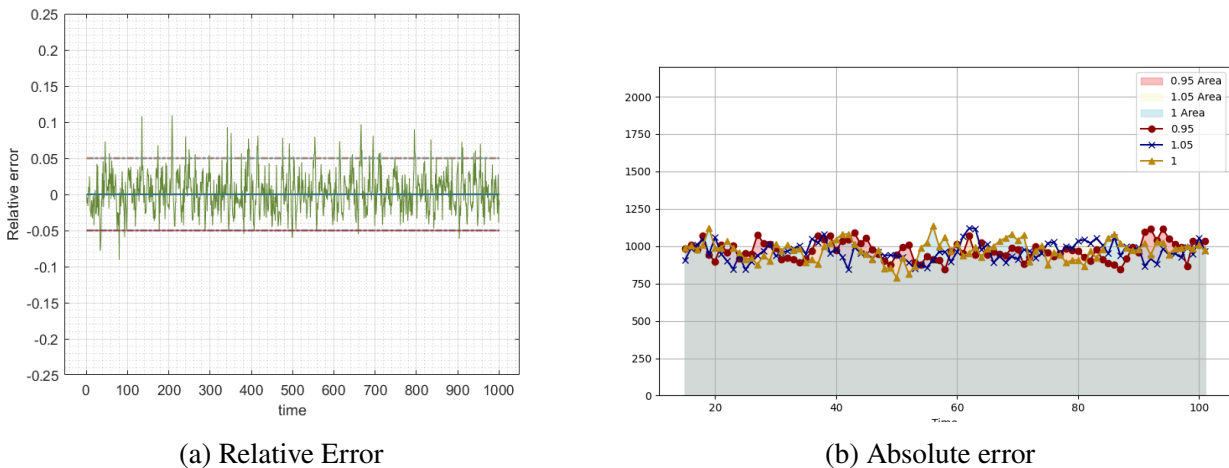 0.25
0.2
0.15
0.1
0.05
0
-0.05
-0.1
-0.15
-0.2
-0.25
Relative error
0 100 200 300 400 500 600 700 800 900 1000
time
(a) Relative Error
2000
1750
1500
1250
1000
750
500
250
0
0.95 Area
1.05 Area
1 Area
0.95
1.05
1
20 40 60 80 100
Time
(b) Absolute error